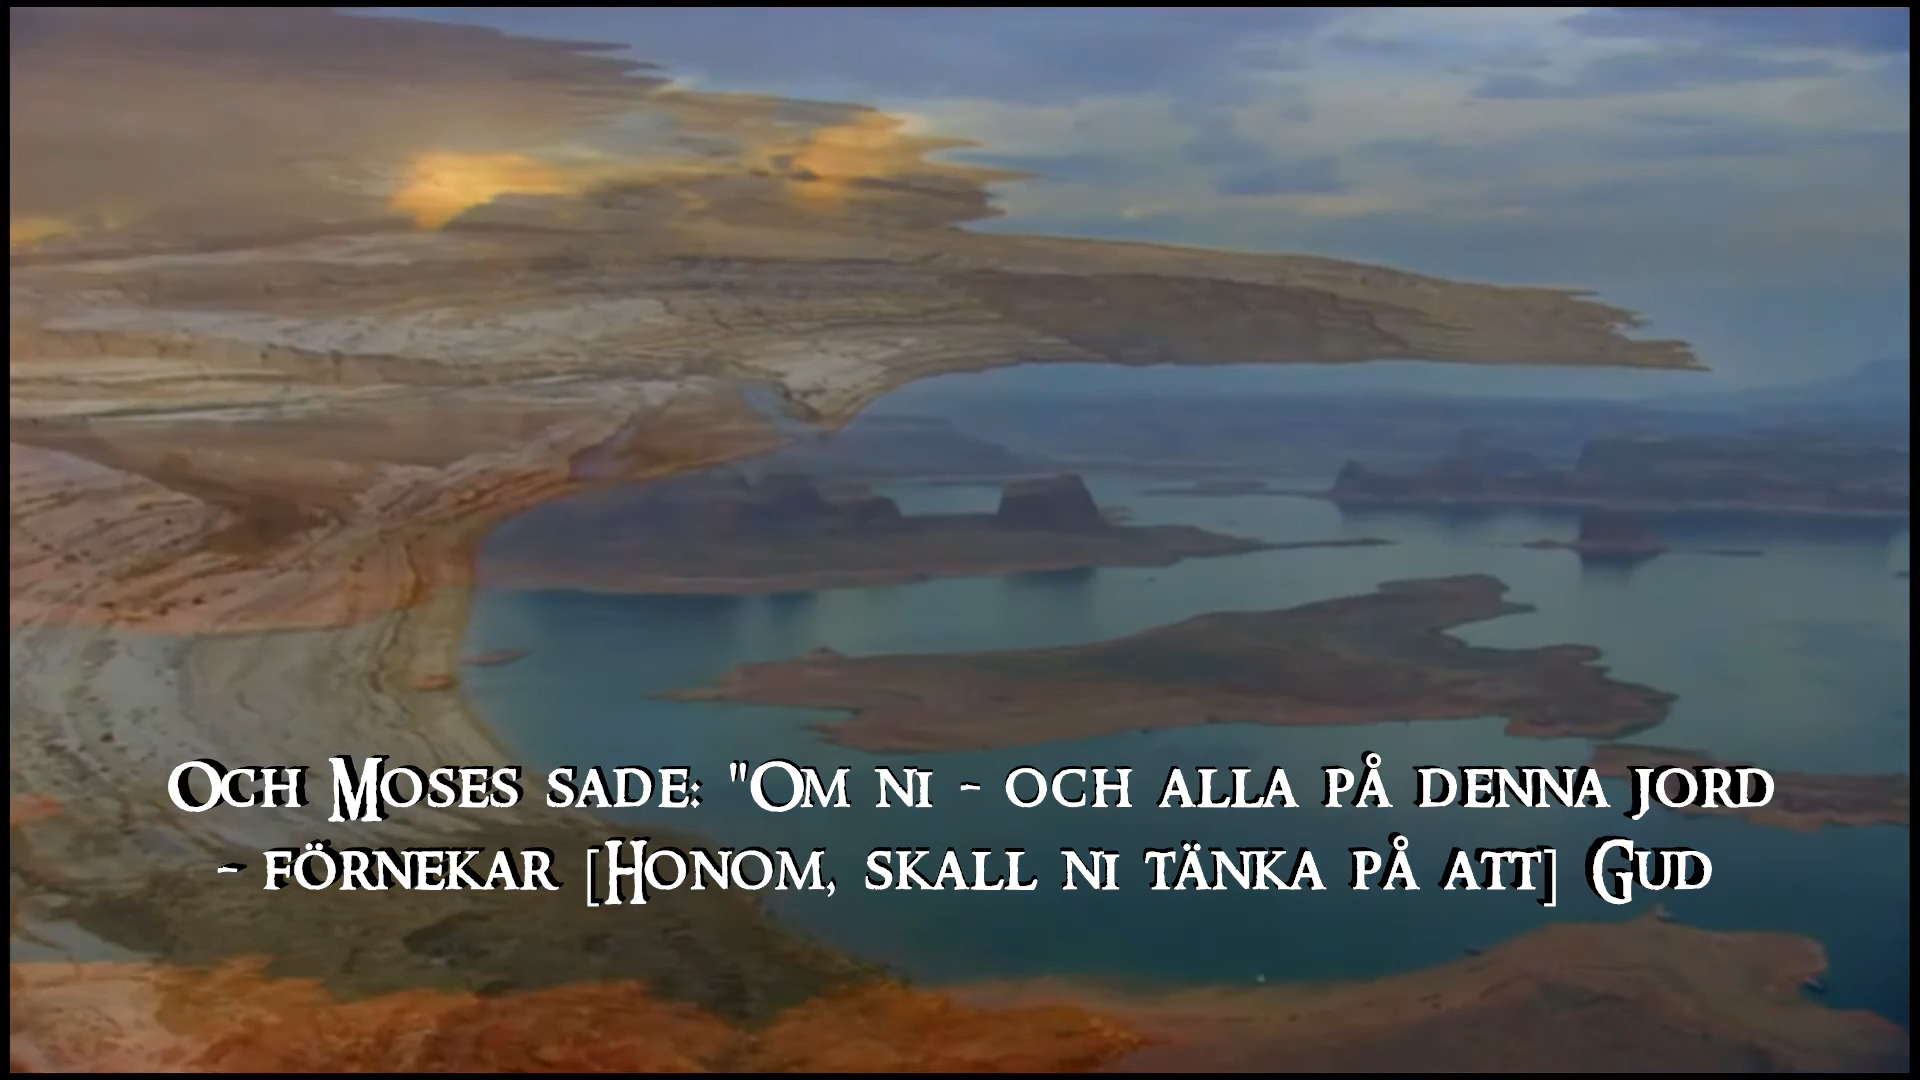 Och Moses sade: "Om ni - och alla på denna jord
- förnekar [Honom, skall ni tänka på att] Gud